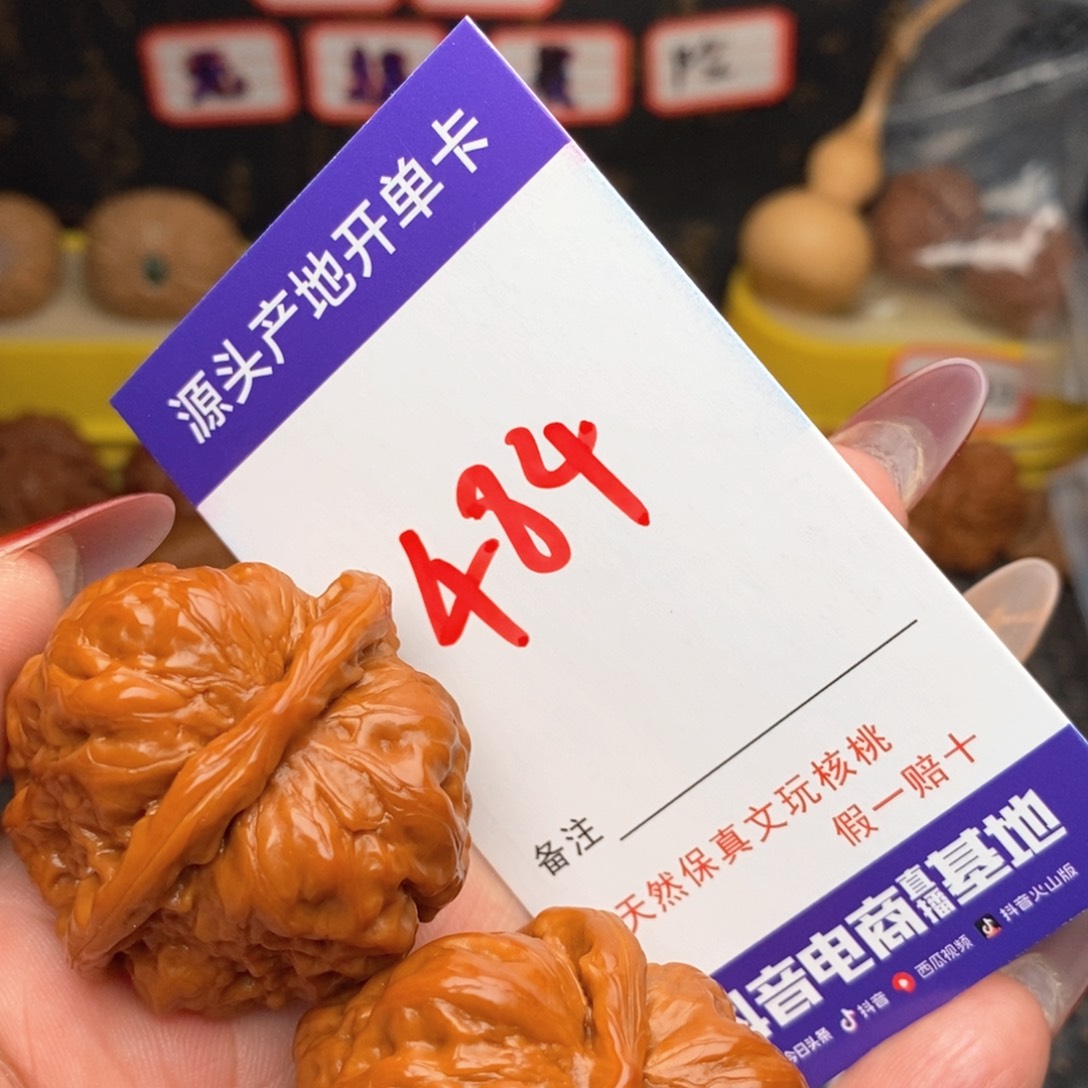 源头产地开单卡
484
备注
天然保真文玩核桃
假一赔十
抖音电商直播基地
今日头条 抖音 西瓜视频 抖音火山版